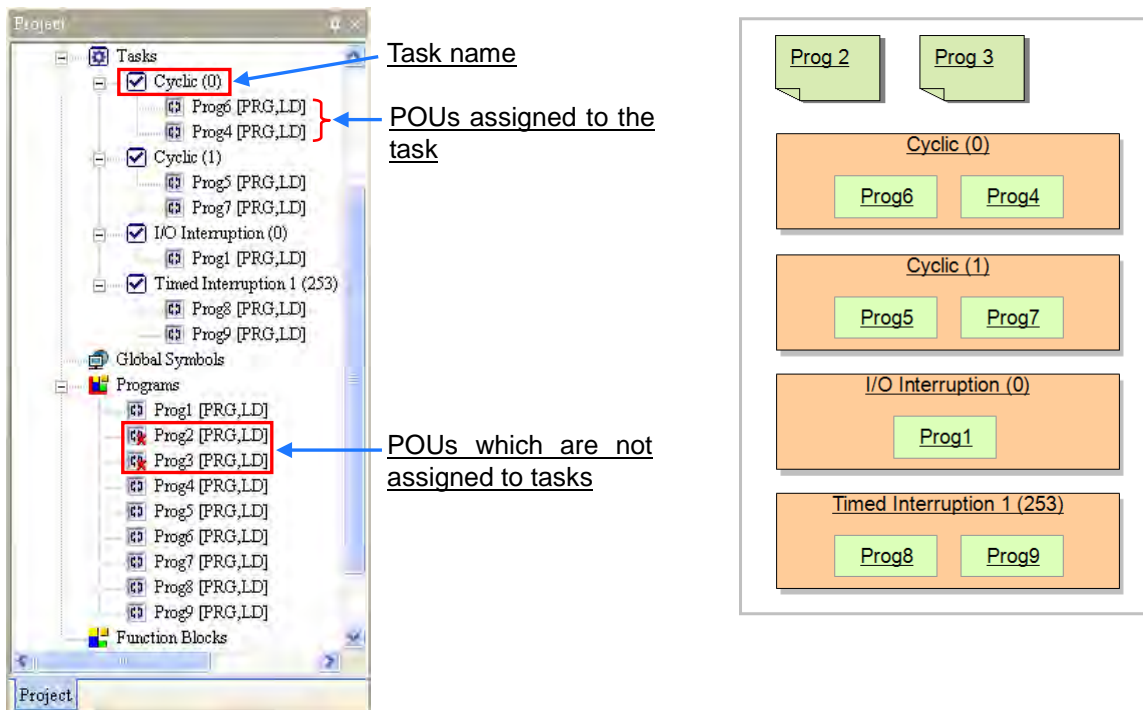 Project
Tasks
Cyclic (0)
Prog6 [PRG,LD]
Prog4 [PRG,LD]
Cyclic (1)
Prog5 [PRG,LD]
Prog7 [PRG,LD]
I/O Interruption (0)
Prog1 [PRG,LD]
Timed Interruption 1 (253)
Prog8 [PRG,LD]
Prog9 [PRG,LD]
Global Symbols
Programs
Prog1 [PRG,LD]
Prog2 [PRG,LD]
Prog3 [PRG,LD]
Prog4 [PRG,LD]
Prog5 [PRG,LD]
Prog6 [PRG,LD]
Prog7 [PRG,LD]
Prog8 [PRG,LD]
Prog9 [PRG,LD]
Function Blocks
Project
Task name
POUs assigned to the
task
POUs which are not
assigned to tasks
Prog 2
Prog 3
Cyclic (0)
Prog6
Prog4
Cyclic (1)
Prog5
Prog7
I/O Interruption (0)
Prog1
Timed Interruption 1 (253)
Prog8
Prog9